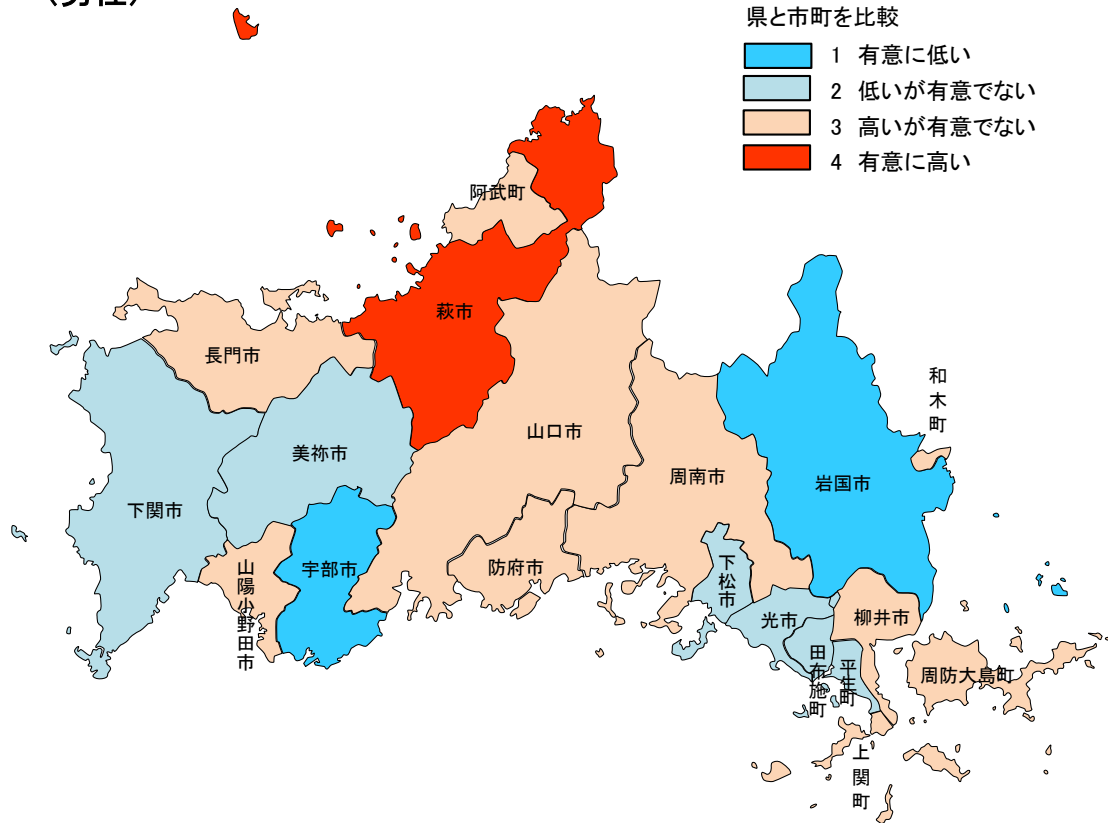 （男性）
県と市町を比較
1 有意に低い
2 低いが有意でない
3 高いが有意でない
4 有意に高い
阿武町
萩市
長門市
和木町
山口市
美祢市
周南市
岩国市
下関市
宇部市
防府市
山陽小野田市
下松市
光市
柳井市
田布施町
平生町
周防大島町
上関町